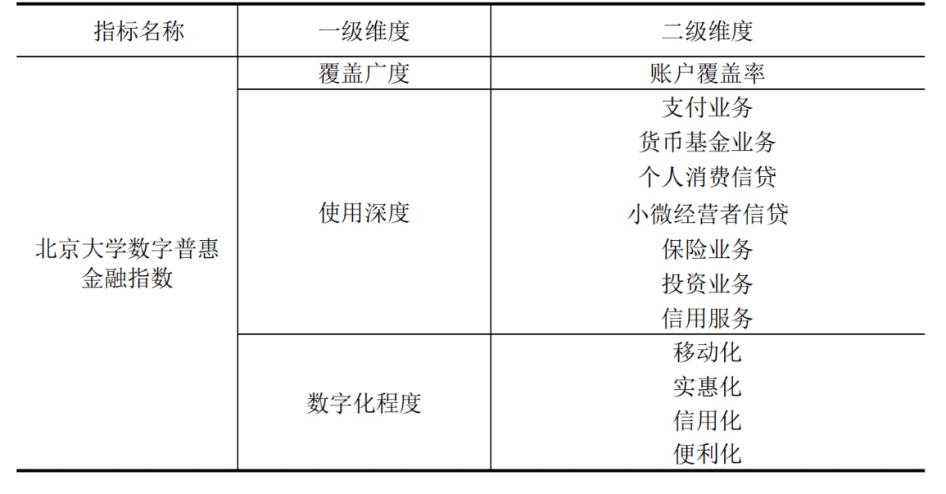 指标名称 一级维度 二级维度
覆盖广度 账户覆盖率
支付业务
货币基金业务
个人消费信贷
使用深度
小微经营者信贷
北京大学数字普惠
金融指数
保险业务
投资业务
信用服务
移动化
实惠化
数字化程度
信用化
便利化